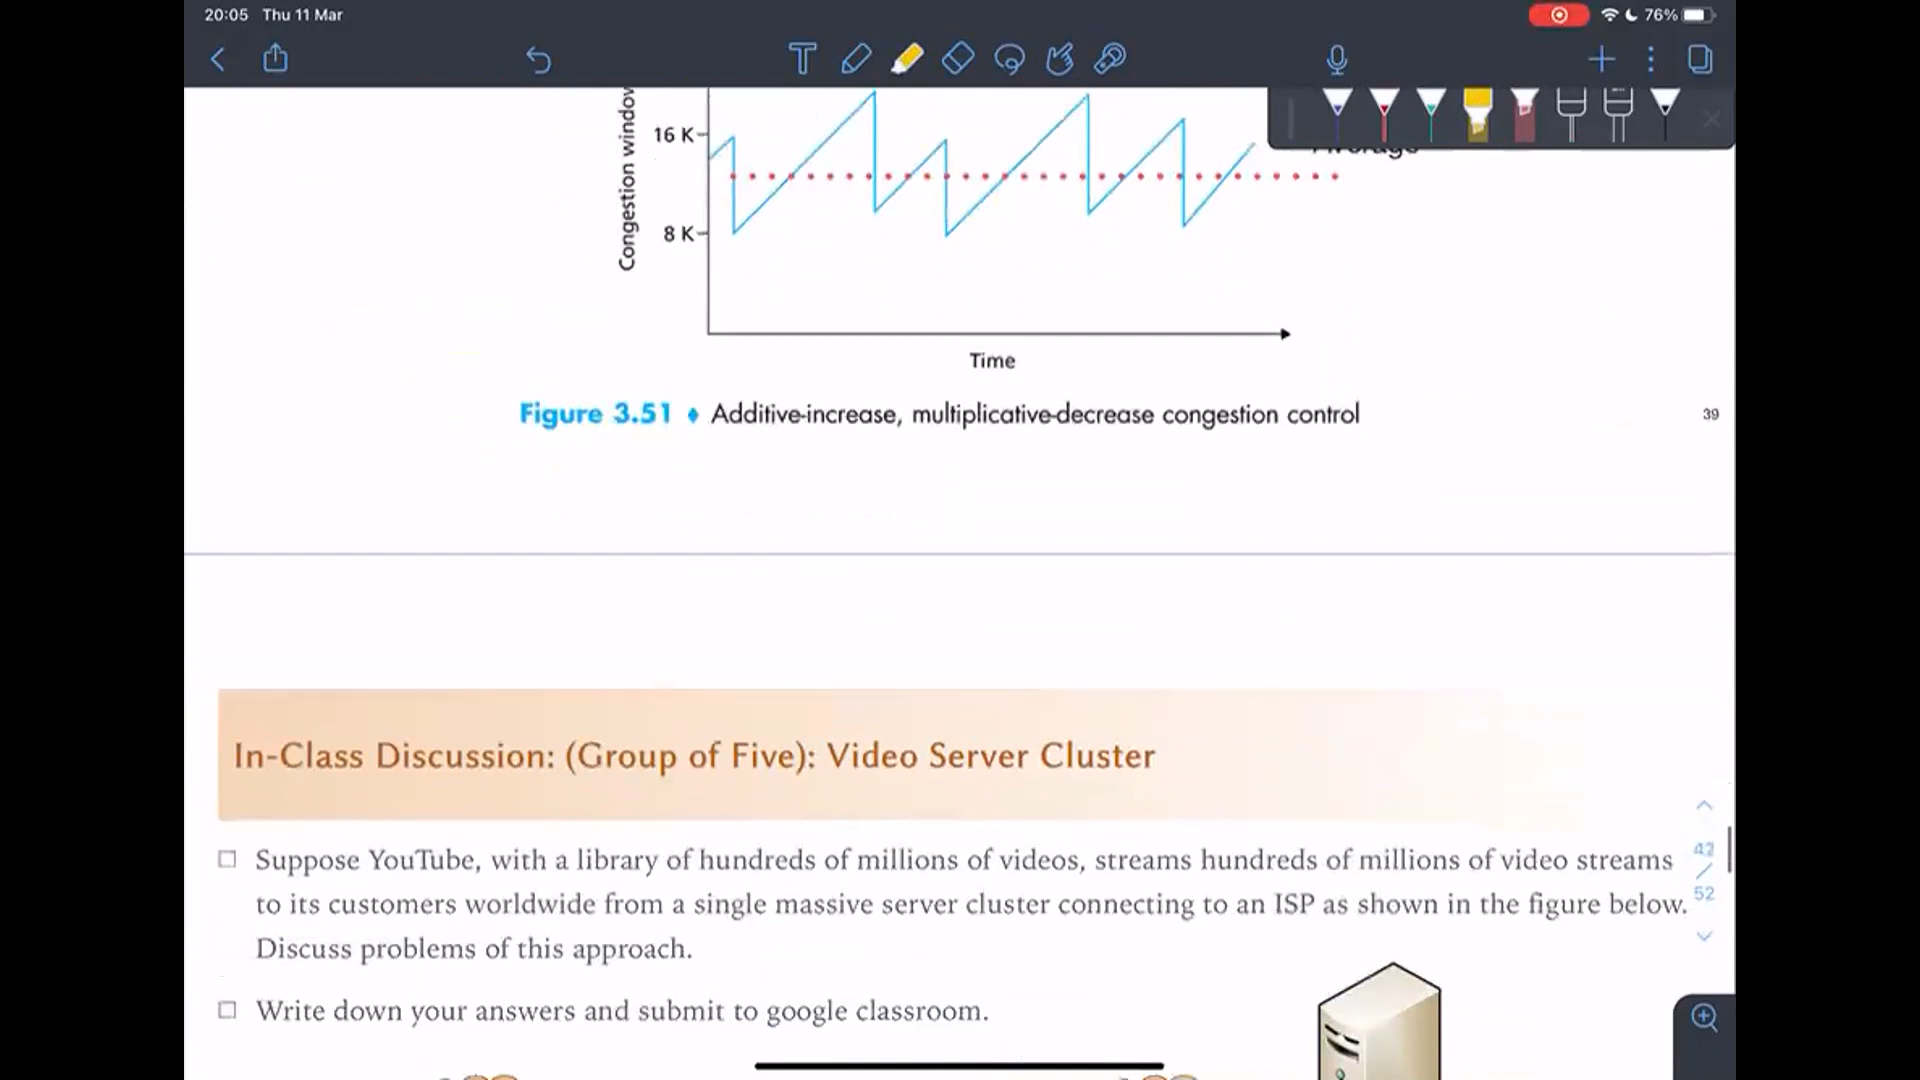 20:05 Thu 11 Mar
76%
Congestion window
16 K
8 K
Average
Time
Figure 3.51 ♦ Additive-increase, multiplicative-decrease congestion control
39
In-Class Discussion: (Group of Five): Video Server Cluster
□ Suppose YouTube, with a library of hundreds of millions of videos, streams hundreds of millions of video streams
to its customers worldwide from a single massive server cluster connecting to an ISP as shown in the figure below.
Discuss problems of this approach.
□ Write down your answers and submit to google classroom.
52